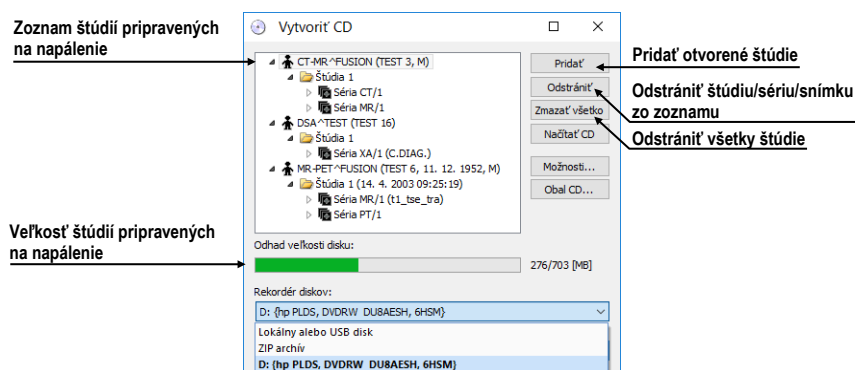 Zoznam štúdií pripravených
na napálenie
Veľkosť štúdií pripravených
na napálenie
Vytvoriť CD
CT-MR^FUSION (TEST 3, M)
Štúdia 1
Séria CT/1
Séria MR/1
DSA^TEST (TEST 16)
Štúdia 1
Séria XA/1 (C.DIAG.)
MR-PET^FUSION (TEST 6, 11. 12. 1952, M)
Štúdia 1 (14. 4. 2003 09:25:19)
Séria MR/1 (t1_tse_tra)
Séria PT/1
Pridať
Odstrániť
Zmazať všetko
Načítať CD
Možnosti...
Obal CD...
Odhad veľkosti disku:
276/703 [MB]
Rekordér diskov:
D: {hp PLDS, DVDRW DU8AESH, 6HSM}
Lokálny alebo USB disk
ZIP archív
D: {hp PLDS, DVDRW DU8AESH, 6HSM}
Pridať otvorené štúdie
Odstrániť štúdiu/sériu/snímku
zo zoznamu
Odstrániť všetky štúdie